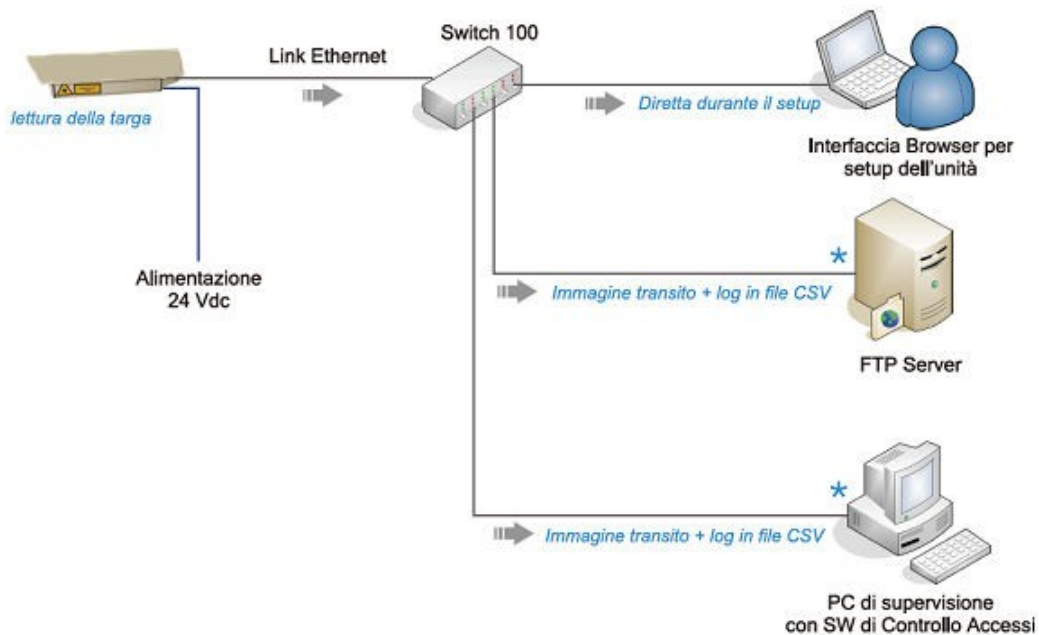 Switch 100
Link Ethernet
lettura della targa
Diretta durante il setup
Interfaccia Browser per
setup dell'unità
Alimentazione
24 Vdc
*
Immagine transito + log in file CSV
FTP Server
*
Immagine transito + log in file CSV
PC di supervisione
con SW di Controllo Accessi